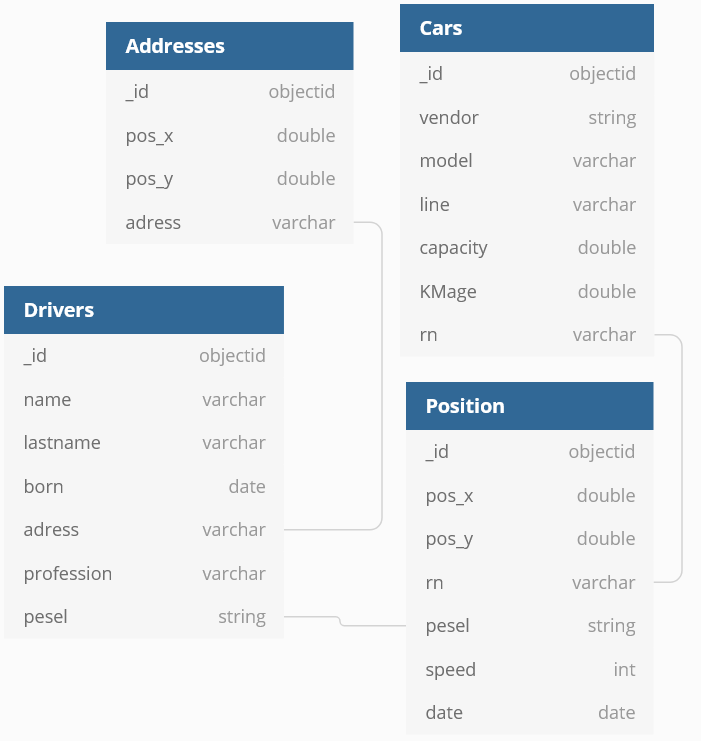 Addresses
_id objectid
pos_x double
pos_y double
adress varchar
Cars
_id objectid
vendor string
model varchar
line varchar
capacity double
KMage double
rn varchar
Drivers
_id objectid
name varchar
lastname varchar
born date
adress varchar
profession varchar
pesel string
Position
_id objectid
pos_x double
pos_y double
rn varchar
pesel string
speed int
date date